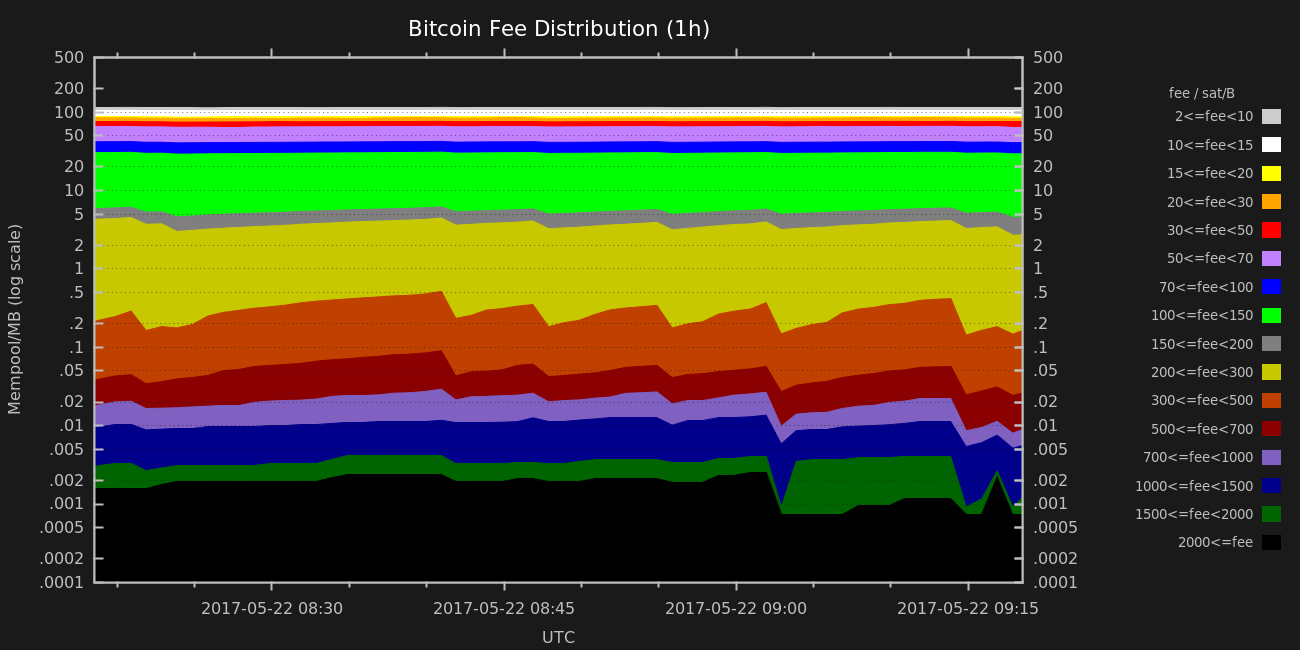 Bitcoin Fee Distribution (1h)
Mempool/MB (log scale)
500
200
100
50
20
10
5
2
1
.5
.2
.1
.05
.02
.01
.005
.002
.001
.0005
.0002
.0001
500
200
100
50
20
10
5
2
1
.5
.2
.1
.05
.02
.01
.005
.002
.001
.0005
.0002
.0001
2017-05-22 08:30
2017-05-22 08:45
2017-05-22 09:00
2017-05-22 09:15
UTC
fee / sat/B
2<=fee<10
10<=fee<15
15<=fee<20
20<=fee<30
30<=fee<50
50<=fee<70
70<=fee<100
100<=fee<150
150<=fee<200
200<=fee<300
300<=fee<500
500<=fee<700
700<=fee<1000
1000<=fee<1500
1500<=fee<2000
2000<=fee